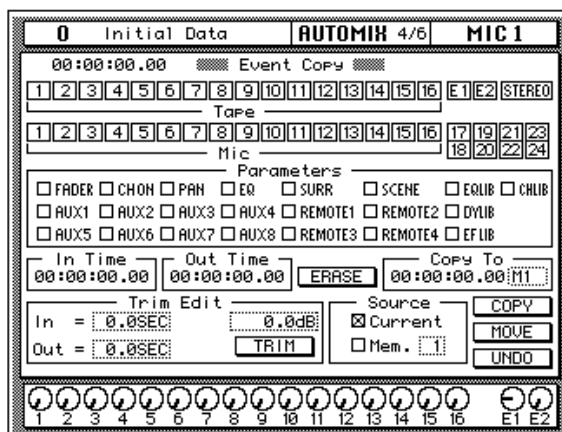 0 Initial Data AUTOMIX 4/6 MIC 1
00:00:00.00 Event Copy
1 2 3 4 5 6 7 8 9 10 11 12 13 14 15 16 E1 E2 STEREO
Tape
1 2 3 4 5 6 7 8 9 10 11 12 13 14 15 16 17 19 21 23
Mic 18 20 22 24
Parameters
FADER CHON PAN EQ SURR SCENE EQLIB CHLIB
AUX1 AUX2 AUX3 AUX4 REMOTE1 REMOTE2 DYLIB
AUX5 AUX6 AUX7 AUX8 REMOTE3 REMOTE4 EFLIB
In Time Out Time Copy To
00:00:00.00 00:00:00.00 ERASE 00:00:00.00 M1
Trim Edit Source COPY
In = 0.0SEC 0.0dB Current MOVE
Out = 0.0SEC TRIM Mem. 1 UNDO
1 2 3 4 5 6 7 8 9 10 11 12 13 14 15 16 E1 E2